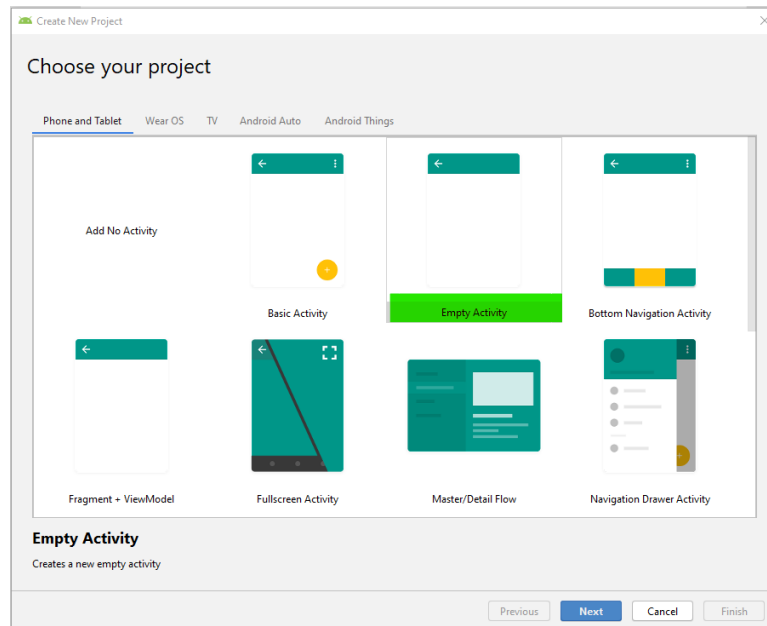 Create New Project
Choose your project
Phone and Tablet Wear OS TV Android Auto Android Things
Add No Activity
Basic Activity
Empty Activity
Bottom Navigation Activity
Fragment + ViewModel
Fullscreen Activity
Master/Detail Flow
Navigation Drawer Activity
Empty Activity
Creates a new empty activity
Previous Next Cancel Finish